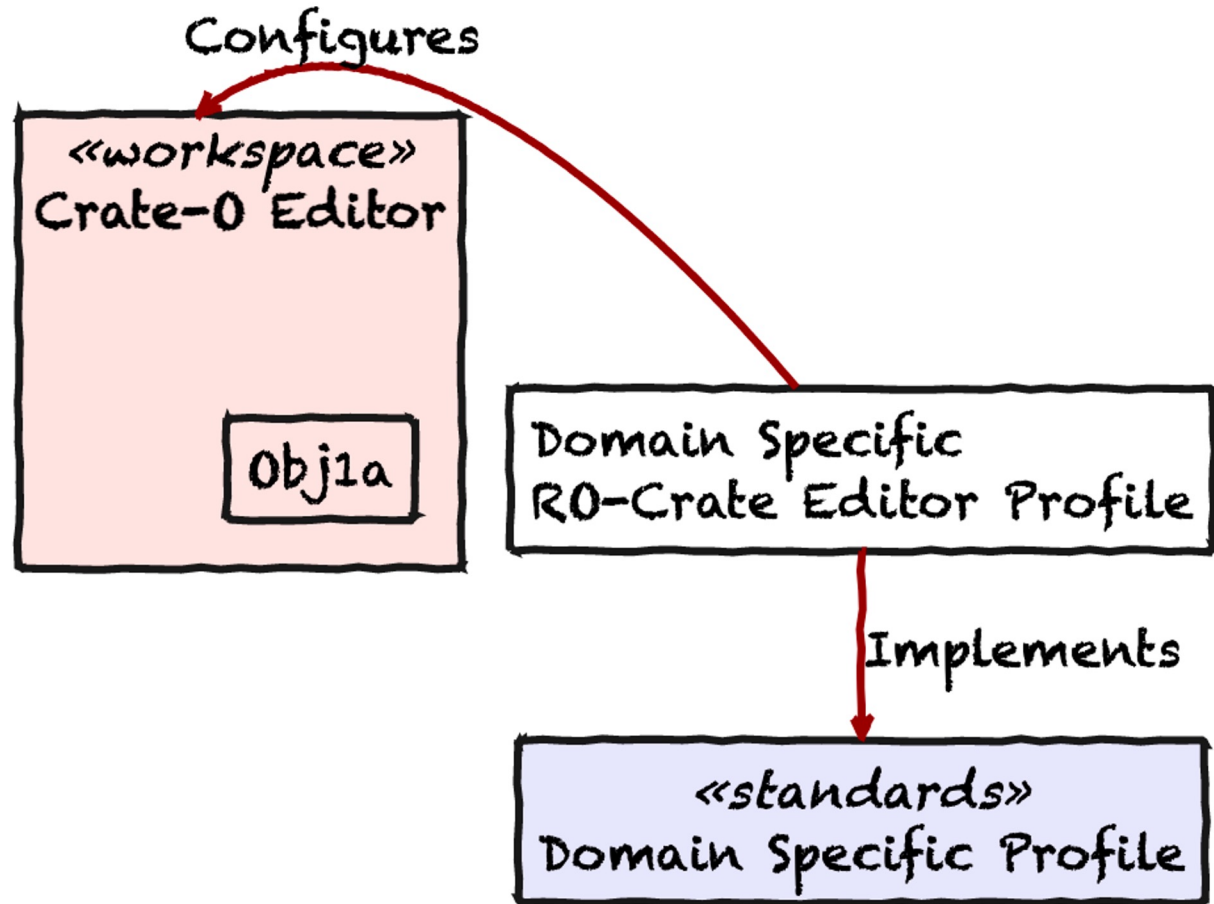 Configures
«workspace»
Crate-O Editor
Obj1a
Domain Specific
RO-Crate Editor Profile
Implements
«standards»
Domain Specific Profile